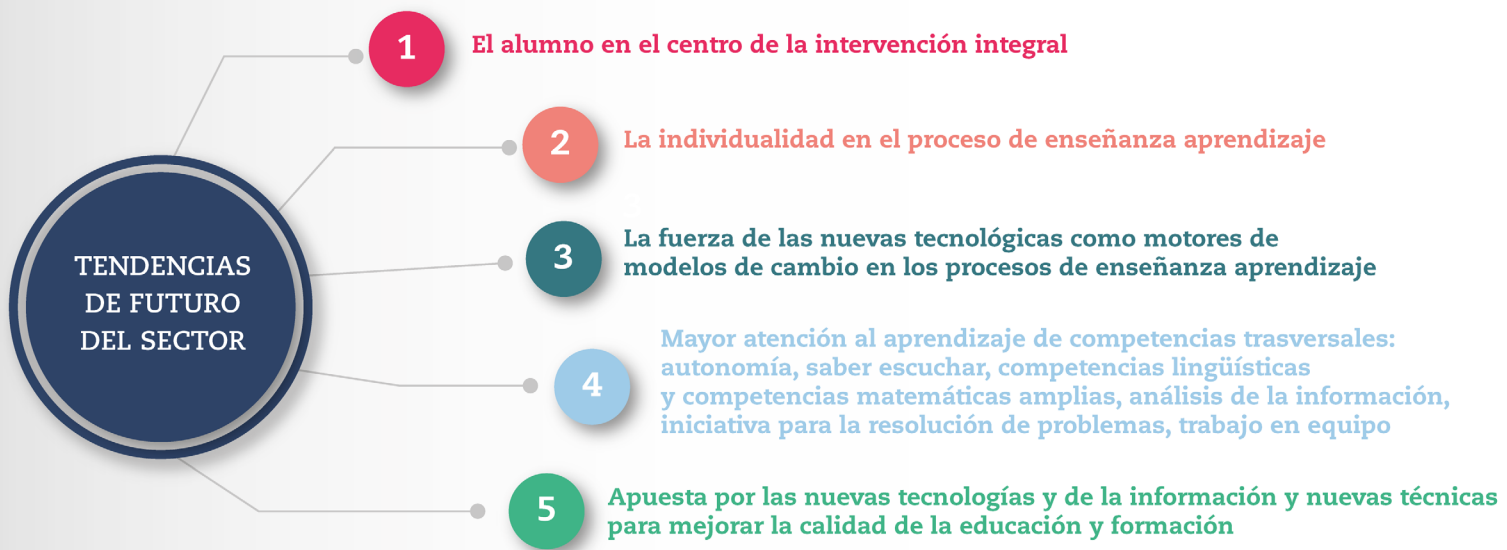 TENDENCIAS
DE FUTURO
DEL SECTOR
1
El alumno en el centro de la intervención integral
2
La individualidad en el proceso de enseñanza aprendizaje
3
3
La fuerza de las nuevas tecnológicas como motores de
modelos de cambio en los procesos de enseñanza aprendizaje
4
Mayor atención al aprendizaje de competencias trasversales:
autonomía, saber escuchar, competencias lingüísticas
y competencias matemáticas amplias, análisis de la información,
iniciativa para la resolución de problemas, trabajo en equipo
5
Apuesta por las nuevas tecnologías y de la información y nuevas técnicas
para mejorar la calidad de la educación y formación